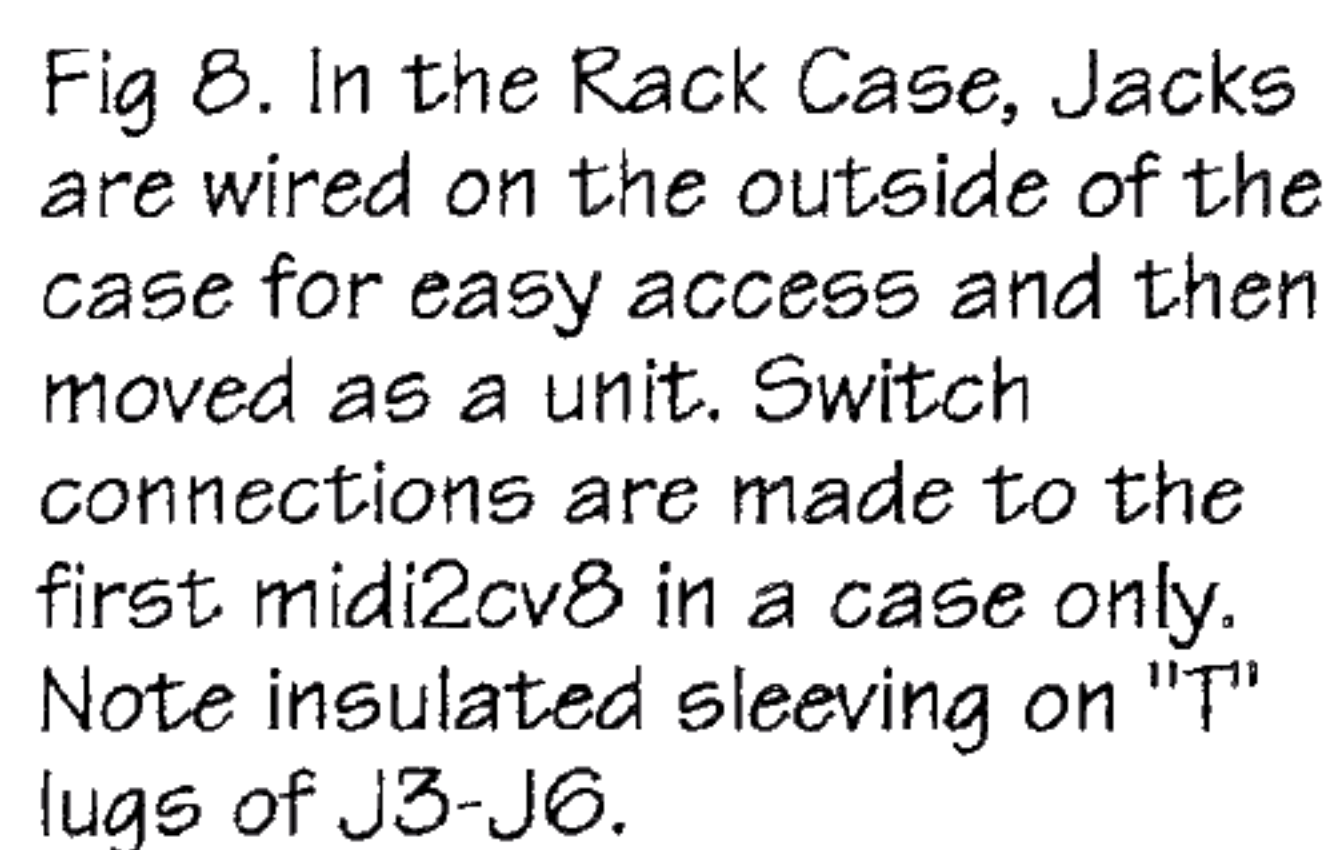 Fig 8. In the Rack Case, Jacks
are wired on the outside of the
case for easy access and then
moved as a unit. Switch
connections are made to the
first midi2cv8 in a case only.
Note insulated sleeving on "T"
lugs of J3-J6.